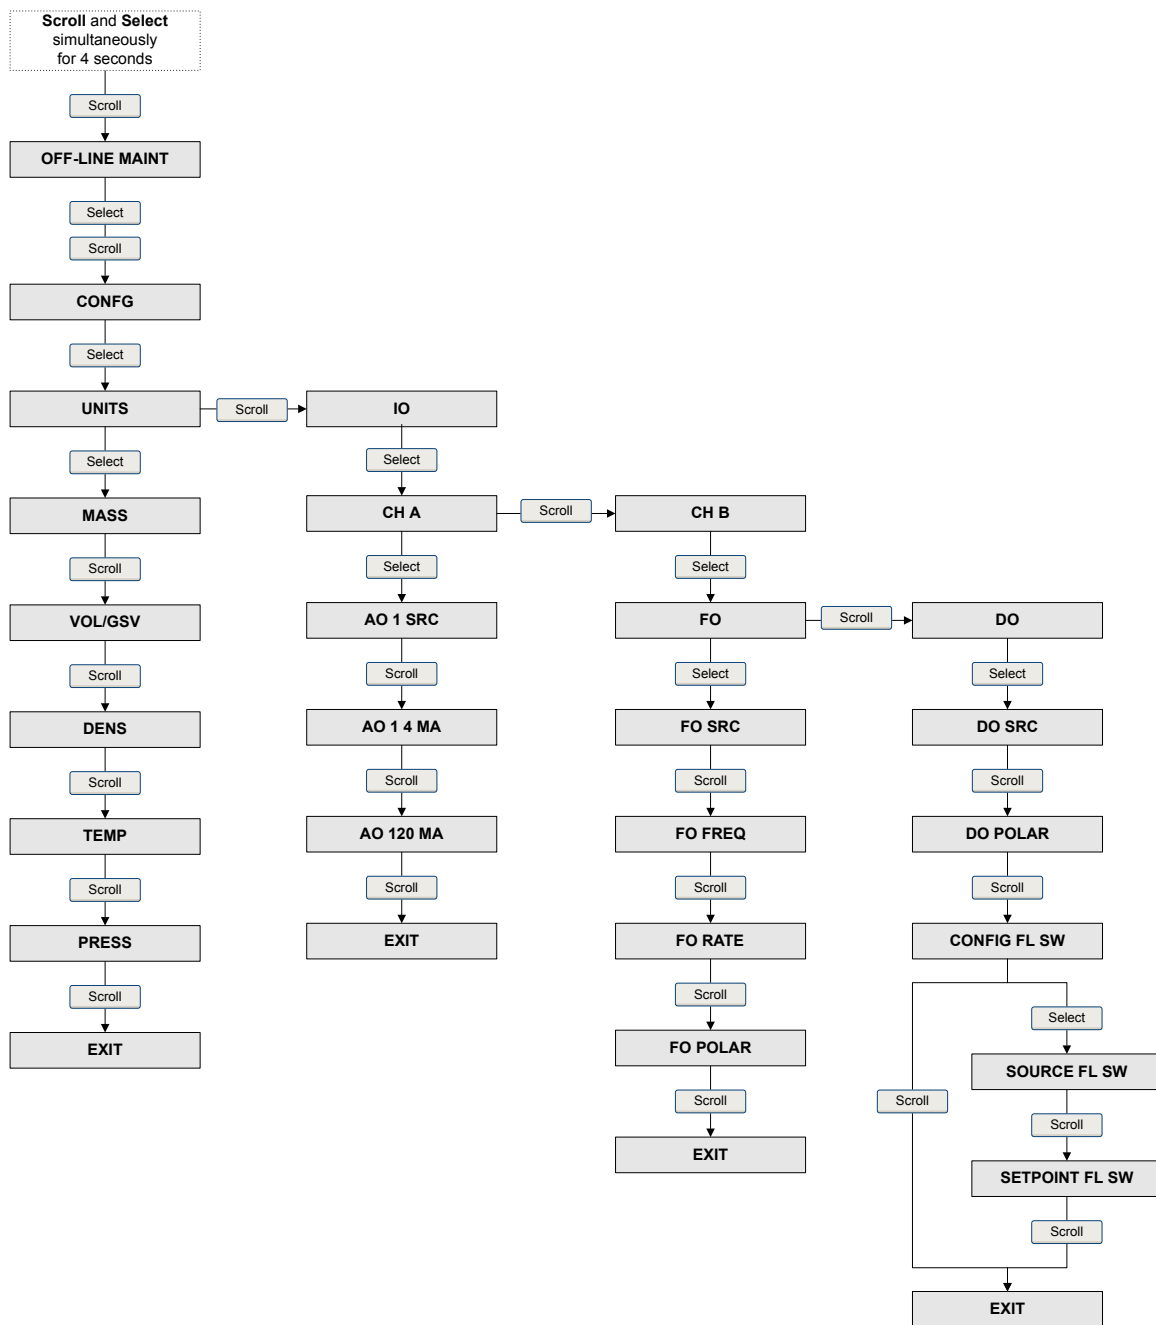 Scroll and Select
simultaneously
for 4 seconds
Scroll
OFF-LINE MAINT
Select
Scroll
CONFG
Select
UNITS
Scroll
IO
Select
Select
MASS
CH A
Scroll
CH B
Scroll
Select
Select
VOL/GSV
AO 1 SRC
FO
Scroll
DO
Scroll
Scroll
Select
Select
DENS
AO 1 4 MA
FO SRC
DO SRC
Scroll
Scroll
Scroll
Scroll
TEMP
AO 120 MA
FO FREQ
DO POLAR
Scroll
Scroll
Scroll
Scroll
PRESS
EXIT
FO RATE
CONFIG FL SW
Scroll
Scroll
Select
EXIT
FO POLAR
SOURCE FL SW
Scroll
Scroll
Scroll
EXIT
SETPOINT FL SW
Scroll
EXIT